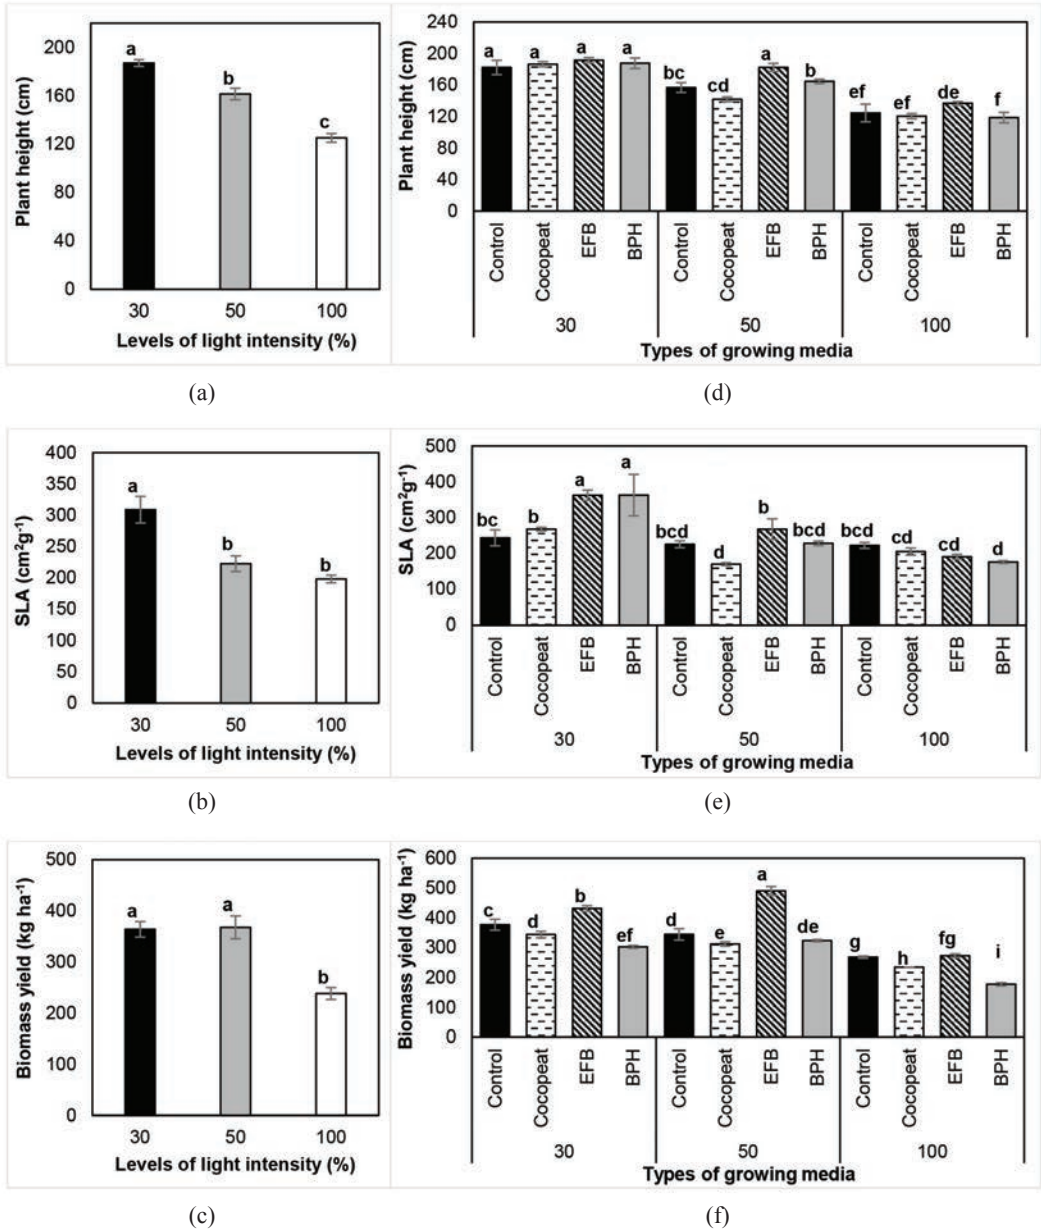 Plant height (cm)
200
160
120
80
40
0
a
b
c
30 50 100
Levels of light intensity (%)
(a)
Plant height (cm)
240
200
160
120
80
40
0
a a a a bc cd a b ef ef de f
Control Cocopeat EFB BPH Control Cocopeat EFB BPH Control Cocopeat EFB BPH
30 50 100
Types of growing media
(d)
SLA (cm²g⁻¹)
400
350
300
250
200
150
100
50
0
a
b
b
30 50 100
Levels of light intensity (%)
(b)
SLA (cm²g⁻¹)
500
400
300
200
100
0
bc b a a bcd d b bcd bcd cd cd d
Control Cocopeat EFB BPH Control Cocopeat EFB BPH Control Cocopeat EFB BPH
30 50 100
Types of growing media
(e)
Biomass yield (kg ha⁻¹)
500
400
300
200
100
0
a
a
b
30 50 100
Levels of light intensity (%)
(c)
Biomass yield (kg ha⁻¹)
600
500
400
300
200
100
0
c d b ef d e a de g h fg i
Control Cocopeat EFB BPH Control Cocopeat EFB BPH Control Cocopeat EFB BPH
30 50 100
Types of growing media
(f)